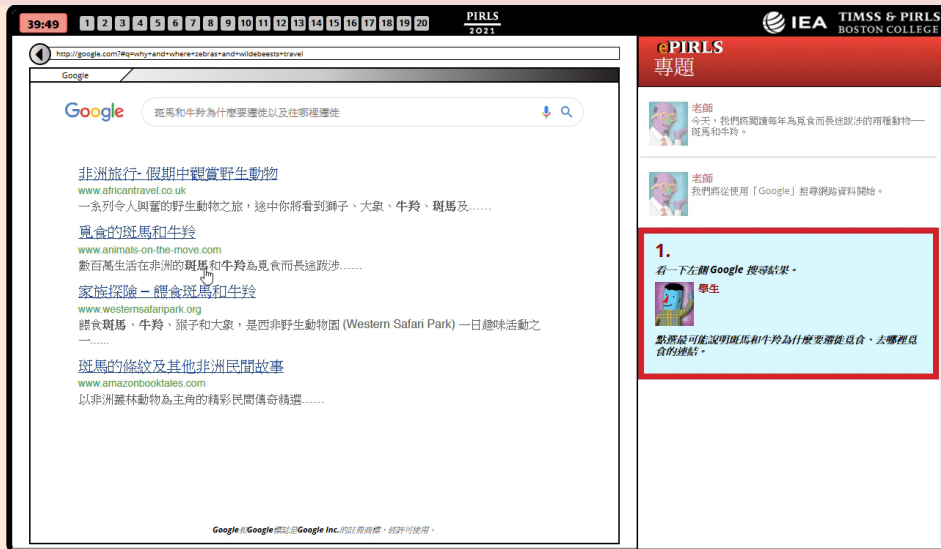 39:49 1 2 3 4 5 6 7 8 9 10 11 12 13 14 15 16 17 18 19 20
PIRLS
2021
IEA TIMSS & PIRLS
BOSTON COLLEGE
http://google.com?#q=why+and+where+zebras+and+wildebeests+travel
Google
Google 斑馬和牛羚為什麼要遷徙以及往哪裡遷徙
非洲旅行- 假期中觀賞野生動物
www.africantravel.co.uk
一系列令人興奮的野生動物之旅，途中你將看到獅子、大象、牛羚、斑馬及……
覓食的斑馬和牛羚
www.animals-on-the-move.com
數百萬生活在非洲的斑馬和牛羚為覓食而長途跋涉……
家族探險 – 餵食斑馬和牛羚
www.westernsafaripark.org
餵食斑馬、牛羚、猴子和大象，是西非野生動物園 (Western Safari Park) 一日趣味活動之
一……
斑馬的條紋及其他非洲民間故事
www.amazonbooktales.com
以非洲叢林動物為主角的精彩民間傳奇精選……
Google和Google標誌是Google Inc.的註冊商標，經許可使用。
ePIRLS
專題
老師
今天，我們將閱讀每年為覓食而長途跋涉的兩種動物——
斑馬和牛羚。
老師
我們將從使用「Google」搜尋網路資料開始。
1.
看一下左側 Google 搜尋結果。
學生
點選最可能說明斑馬和牛羚為什麼要遷徙覓食、去哪裡覓
食的連結。